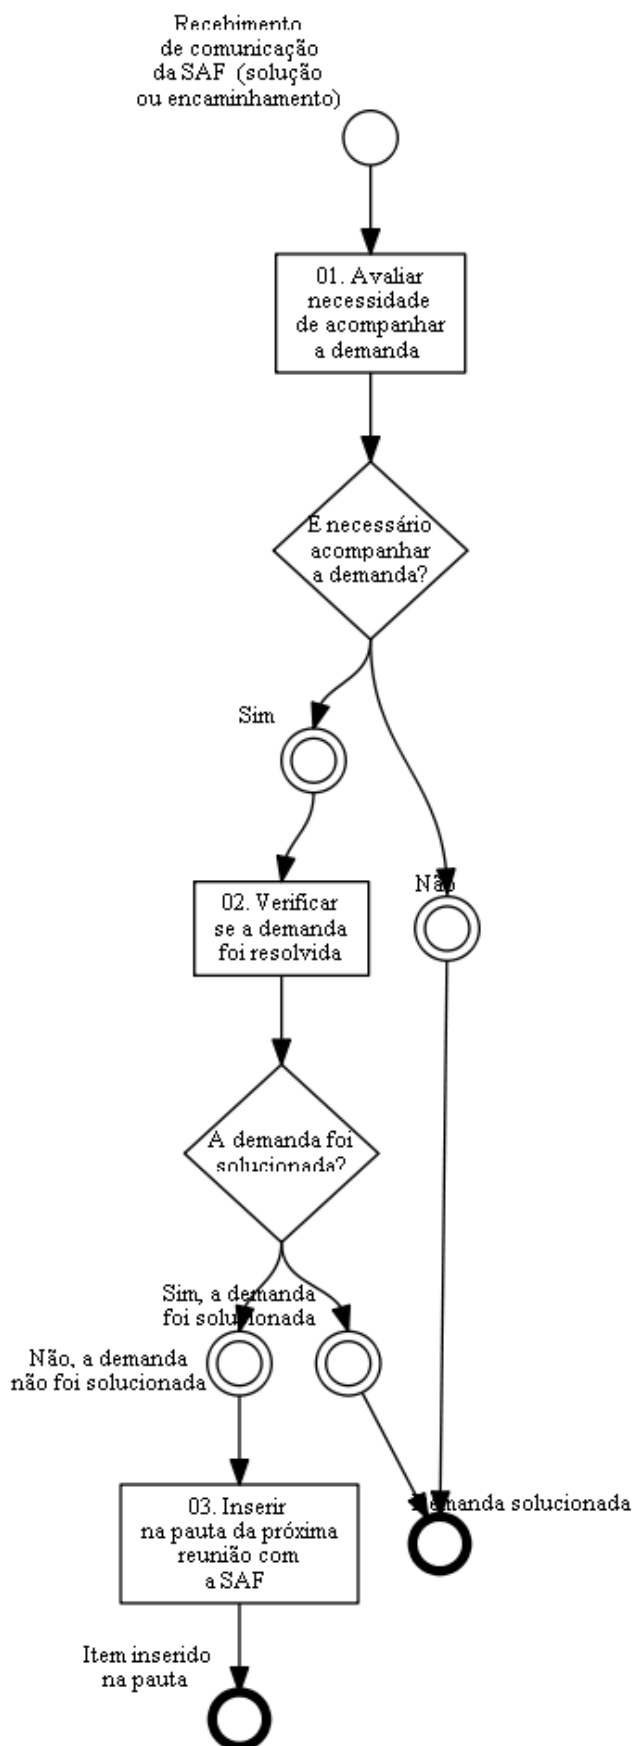 Recebimento
de comunicação
da SAF (solução
ou encaminhamento)
01. Avaliar
necessidade
de acompanhar
a demanda
E necessário
acompanhar
a demanda?
Sim
Não
02. Verificar
se a demanda
foi resolvida
A demanda foi
solucionada?
Sim, a demanda
foi solucionada
Não, a demanda
não foi solucionada
Demanda solucionada
03. Inserir
na pauta da próxima
reunião com
a SAF
Item inserido
na pauta